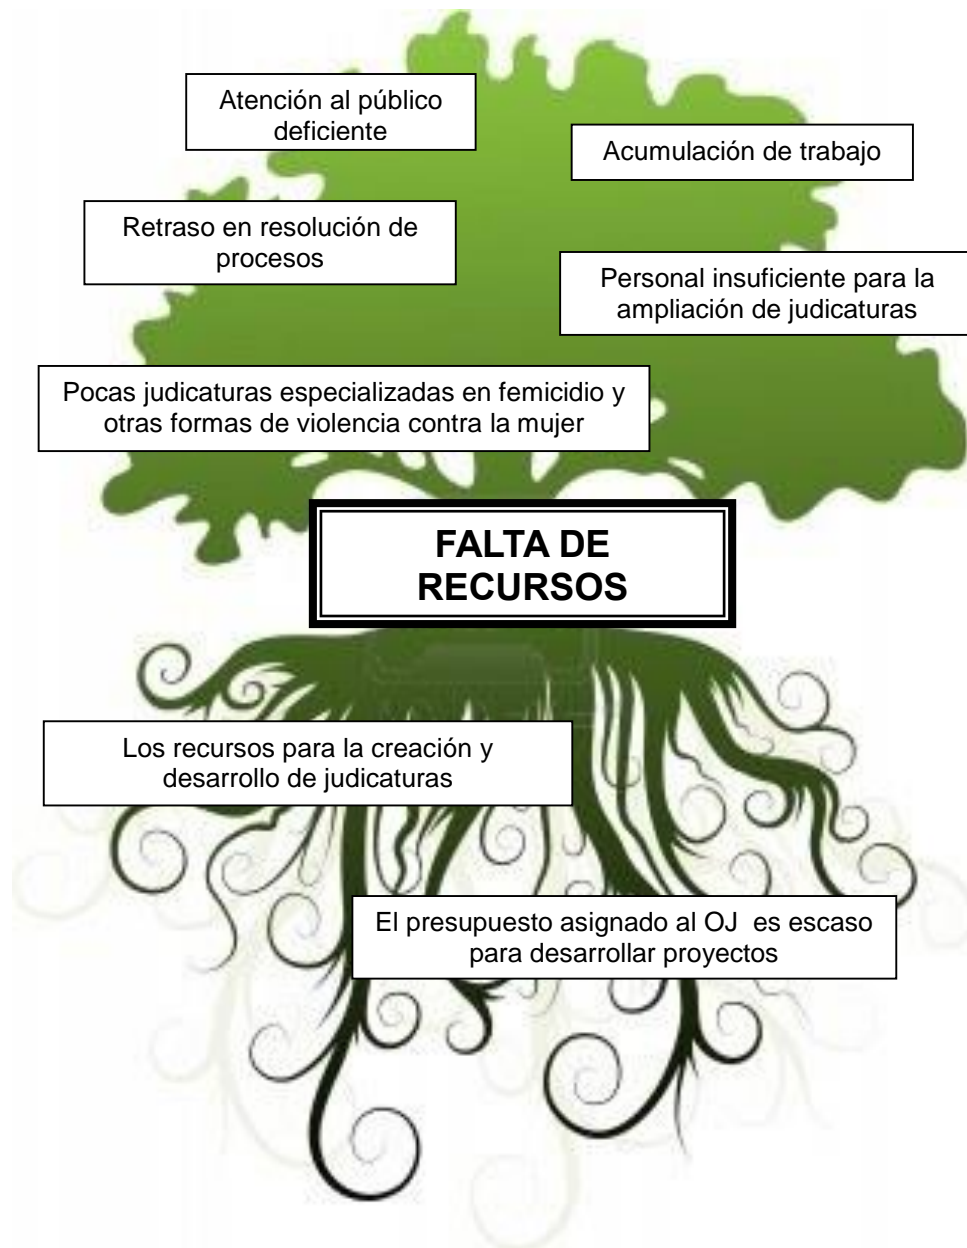 Atención al público
deficiente
Acumulación de trabajo
Retraso en resolución de
procesos
Personal insuficiente para la
ampliación de judicaturas
Pocas judicaturas especializadas en femicidio y
otras formas de violencia contra la mujer
FALTA DE
RECURSOS
Los recursos para la creación y
desarrollo de judicaturas
El presupuesto asignado al OJ es escaso
para desarrollar proyectos